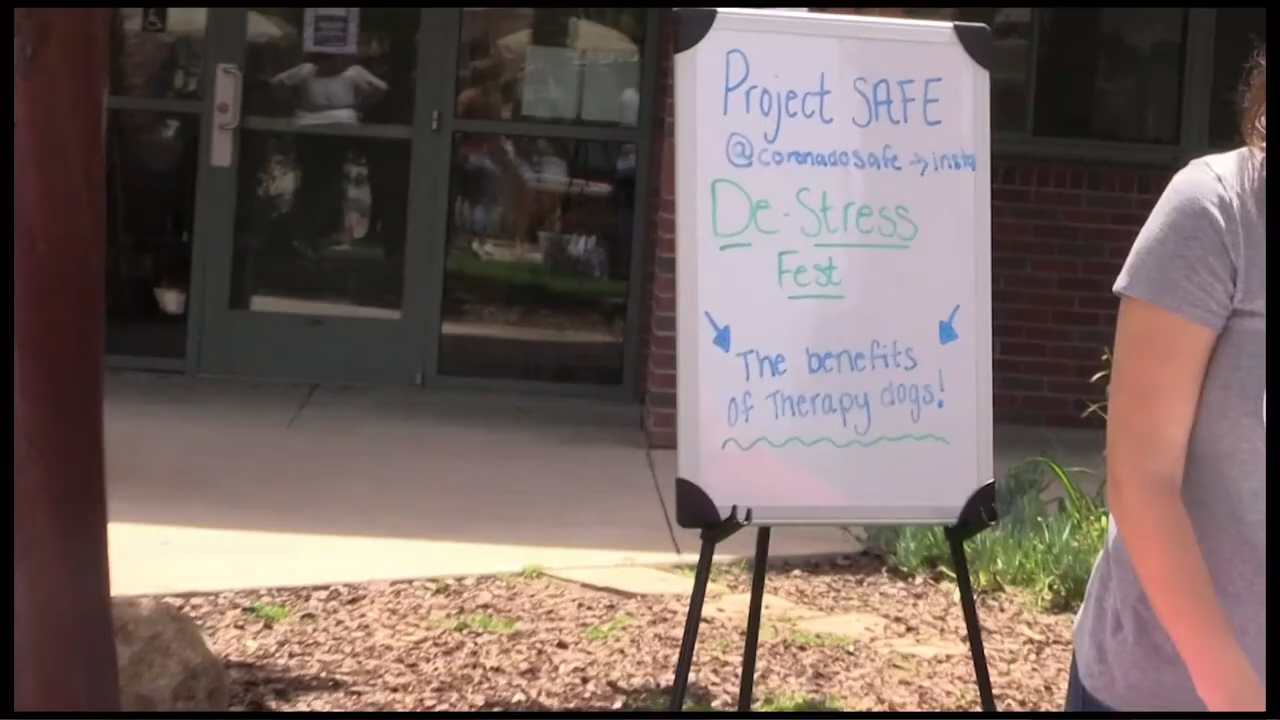 Project SAFE
@coronadosafe → insta
De-Stress
Fest
The benefits
of Therapy dogs!